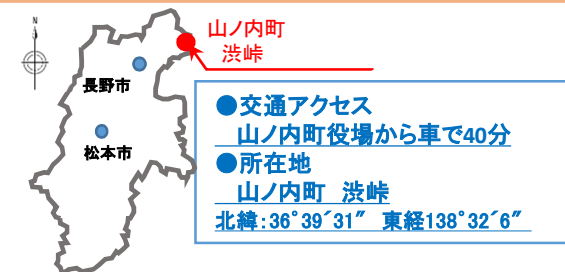 N
山ノ内町
渋峠
長野市
松本市
●交通アクセス
山ノ内町役場から車で40分
●所在地
山ノ内町　渋峠
北緯：36°39´31″ 東経138°32´6″